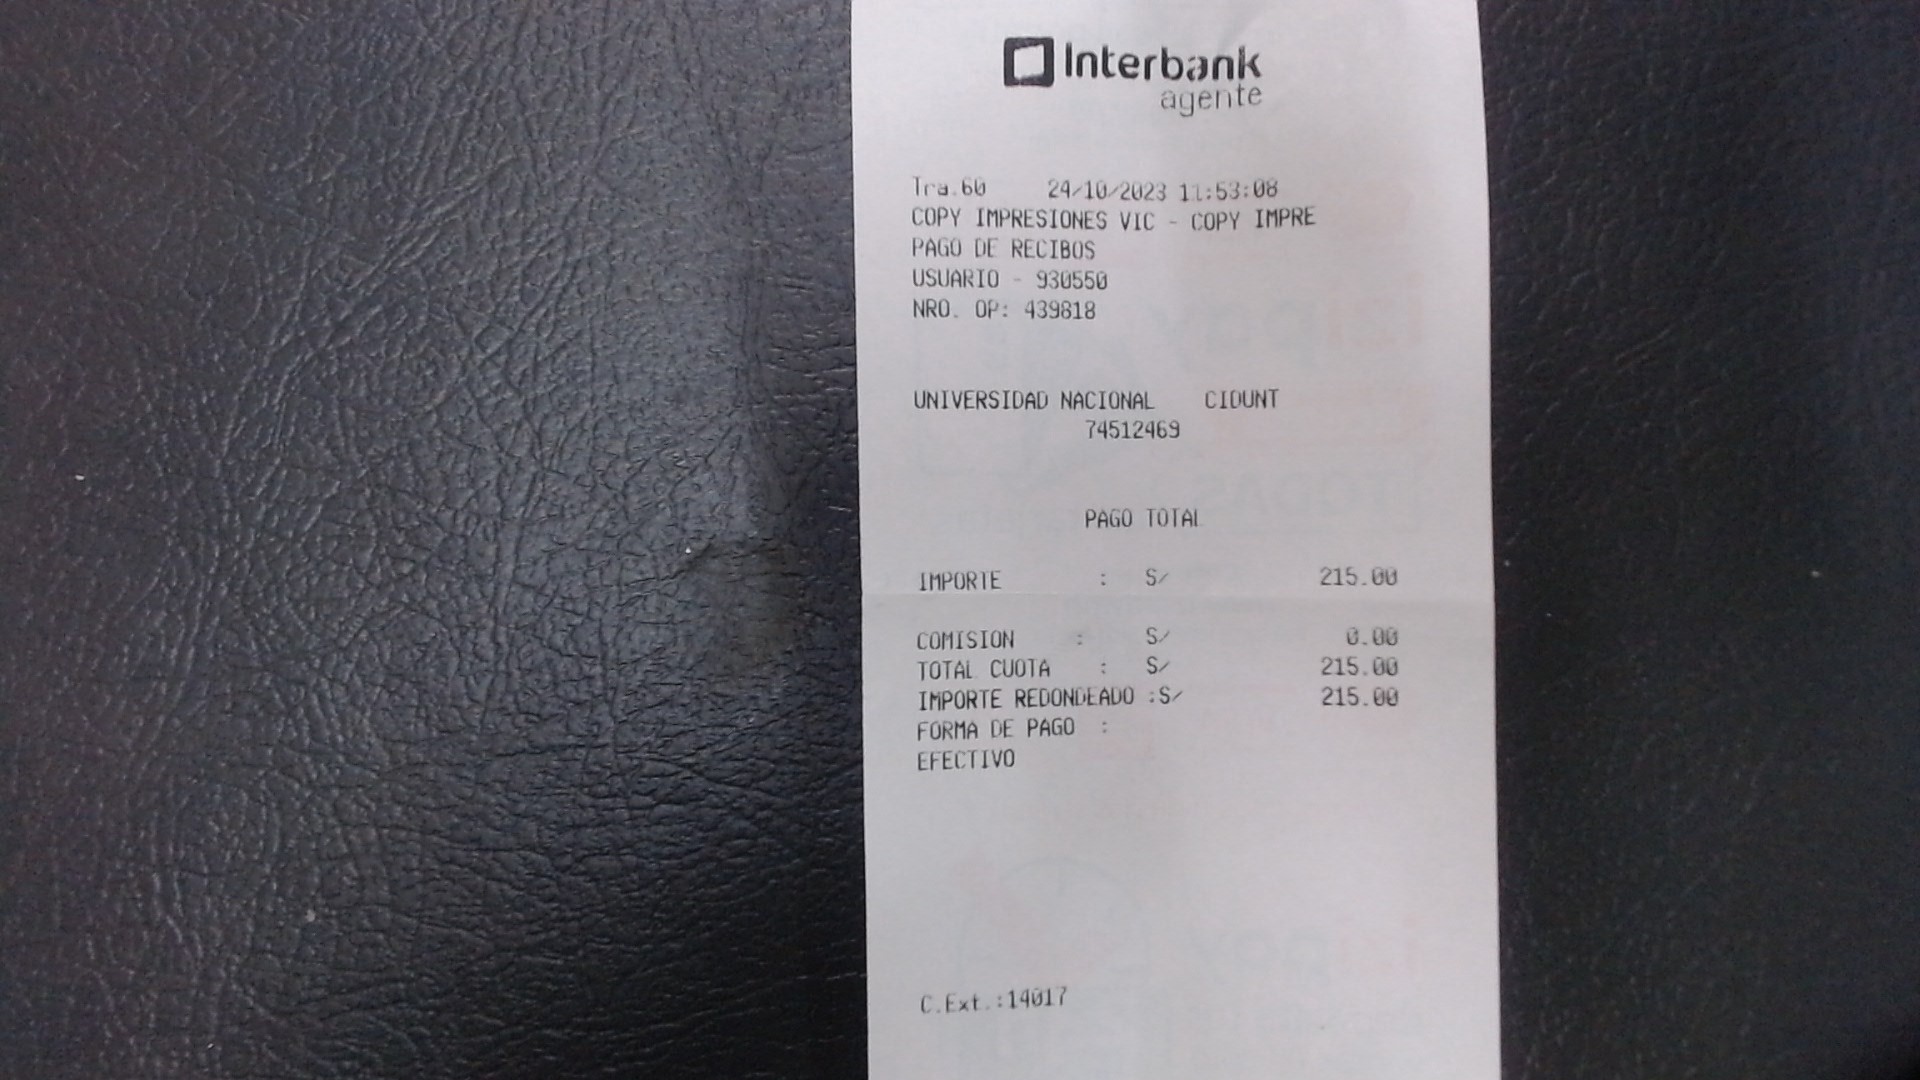 Interbank
agente
Tra.60 24/10/2023 11:53:08
COPY IMPRESIONES VIC - COPY IMPRE
PAGO DE RECIBOS
USUARIO - 930550
NRO. OP: 439818
UNIVERSIDAD NACIONAL CIDUNT
74512469
PAGO TOTAL
IMPORTE : S/ 215.00
COMISION : S/ 0.00
TOTAL CUOTA : S/ 215.00
IMPORTE REDONDEADO :S/ 215.00
FORMA DE PAGO :
EFECTIVO
C.Ext.:14017